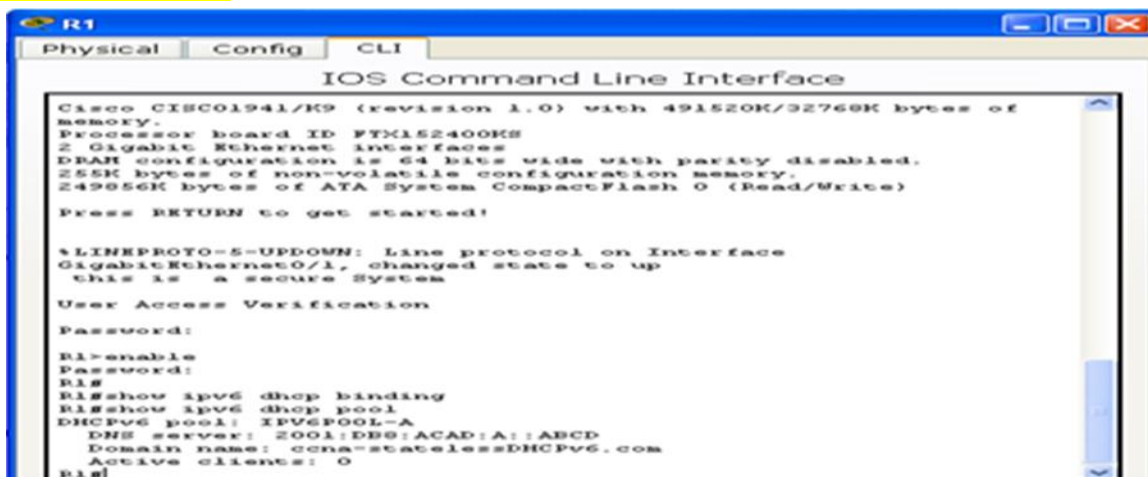 R1
Physical Config CLI
IOS Command Line Interface
Cisco CISCO1941/K9 (revision 1.0) with 491520K/32768K bytes of
memory.
Processor board ID FTX152400KS
2 Gigabit Ethernet interfaces
DRAM configuration is 64 bits wide with parity disabled.
255K bytes of non-volatile configuration memory.
249856K bytes of ATA System CompactFlash 0 (Read/Write)
Press RETURN to get started!
%LINEPROTO-5-UPDOWN: Line protocol on Interface
GigabitEthernet0/1, changed state to up
this is a secure System
User Access Verification
Password:
R1>enable
Password:
R1#
R1#show ipv6 dhcp binding
R1#show ipv6 dhcp pool
DHCPv6 pool: IPV6POOL-A
DNS server: 2001:DB8:ACAD:A::ABCD
Domain name: ccna-statelessDHCPv6.com
Active clients: 0
R1#